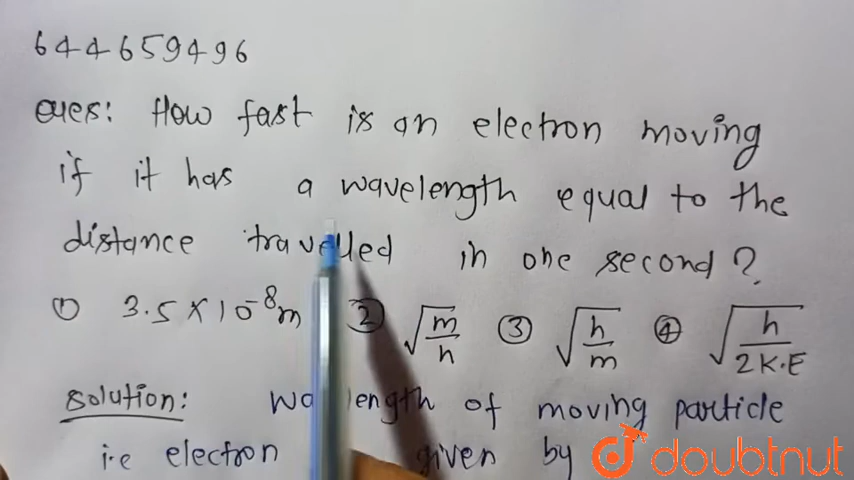 644659496
Ques: How fast is an electron moving
if it has a wavelength equal to the
distance travelled in one second?
① 3.5×10⁻⁸m ② √(m/h) ③ √(h/m) ④ √(h/2K.E)
Solution: of moving particle
i.e electron given by
doubtnut